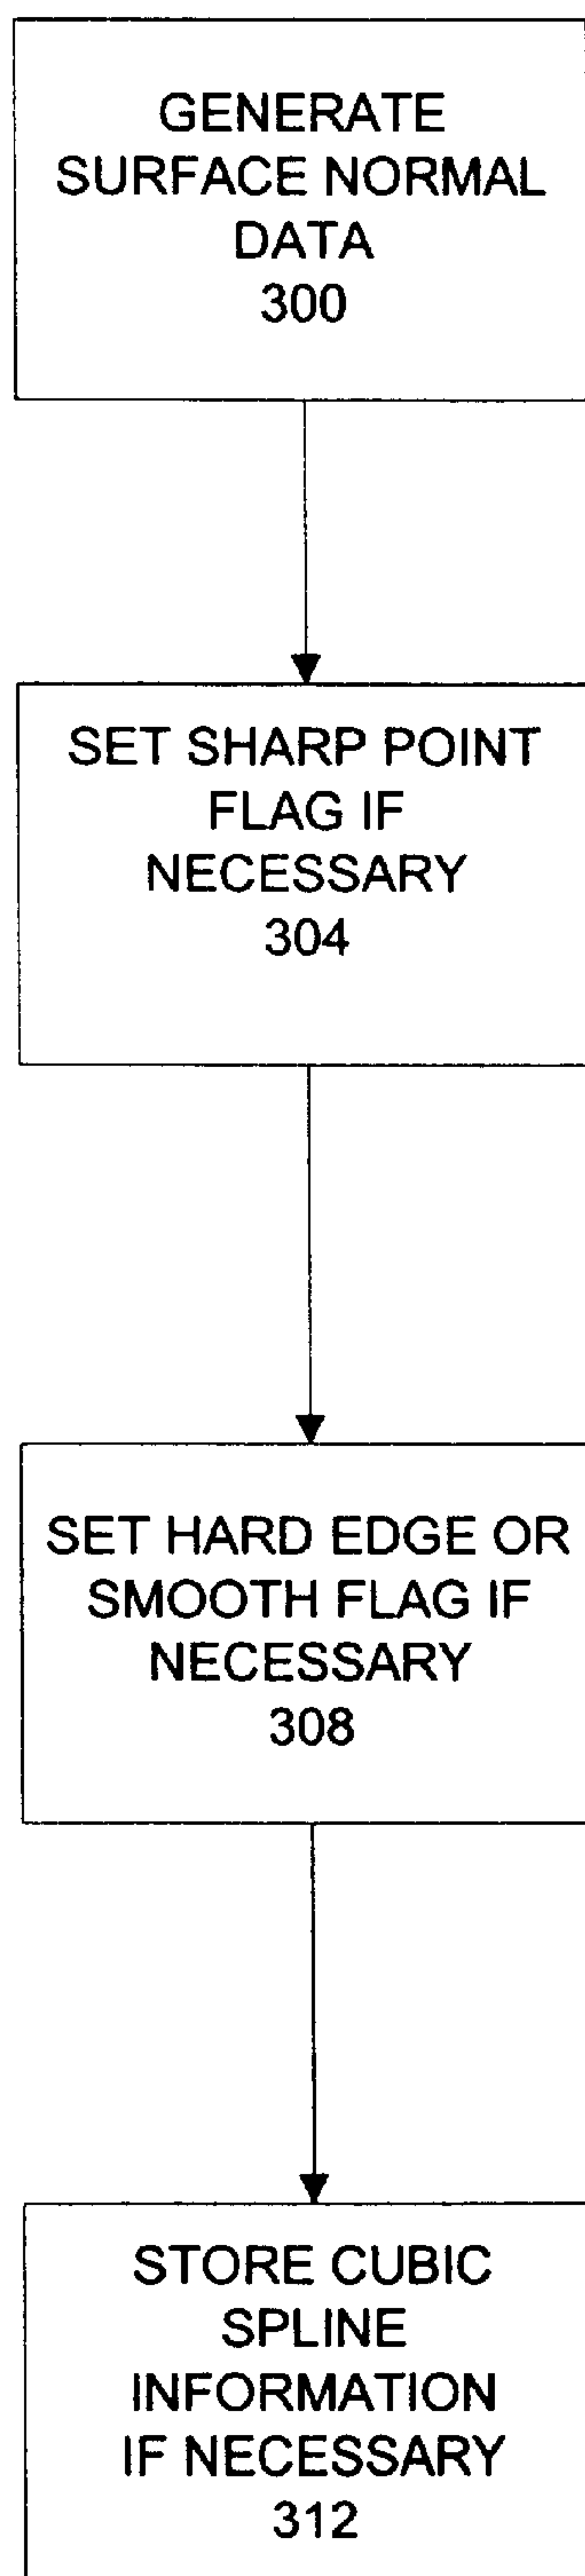 GENERATE
SURFACE NORMAL
DATA
300
SET SHARP POINT
FLAG IF
NECESSARY
304
SET HARD EDGE OR
SMOOTH FLAG IF
NECESSARY
308
STORE CUBIC
SPLINE
INFORMATION
IF NECESSARY
312